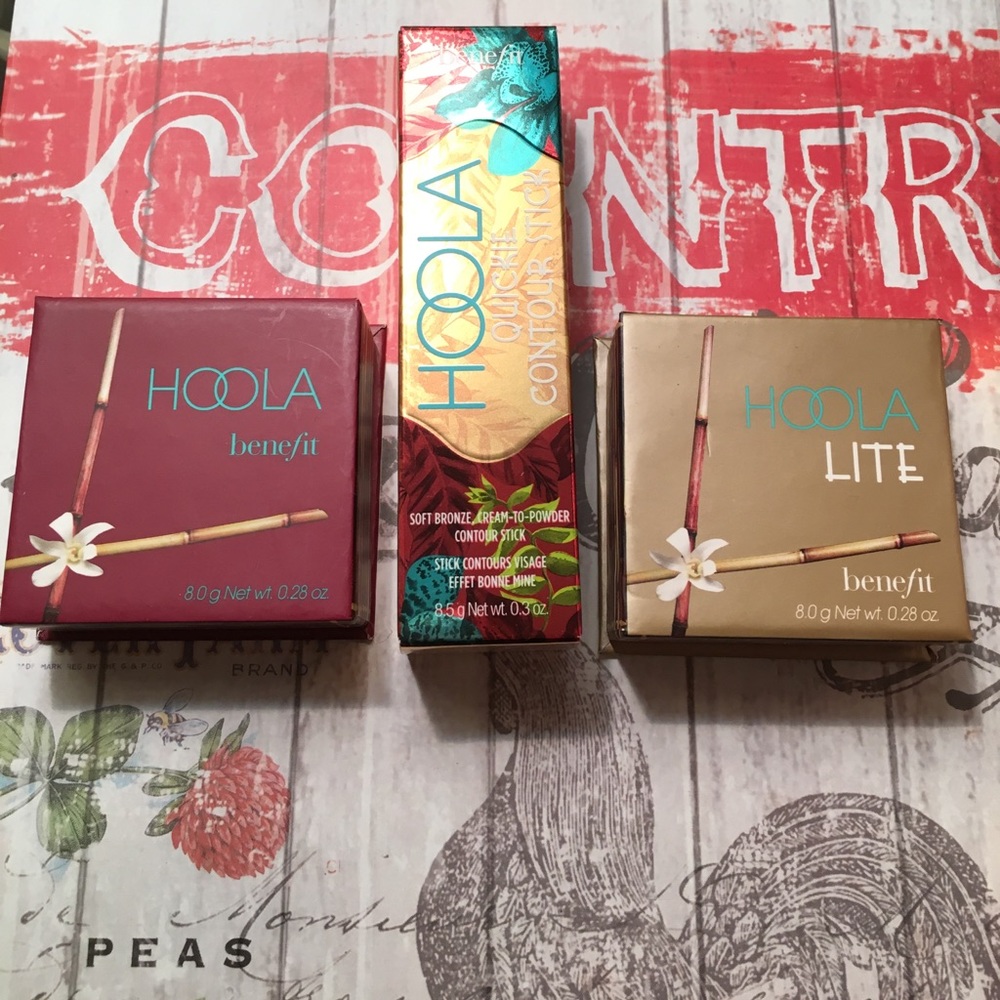 benefit
HOOLA
QUICKIE
CONTOUR STICK
SOFT BRONZE, CREAM-TO-POWDER
CONTOUR STICK
STICK CONTOURS VISAGE
EFFET BONNE MINE
8.5 g Net wt. 0.3 oz.
HOOLA
benefit
8.0 g Net wt. 0.28 oz.
HOOLA
LITE
benefit
8.0 g Net wt. 0.28 oz.
CO NTR
BRAND
PEAS